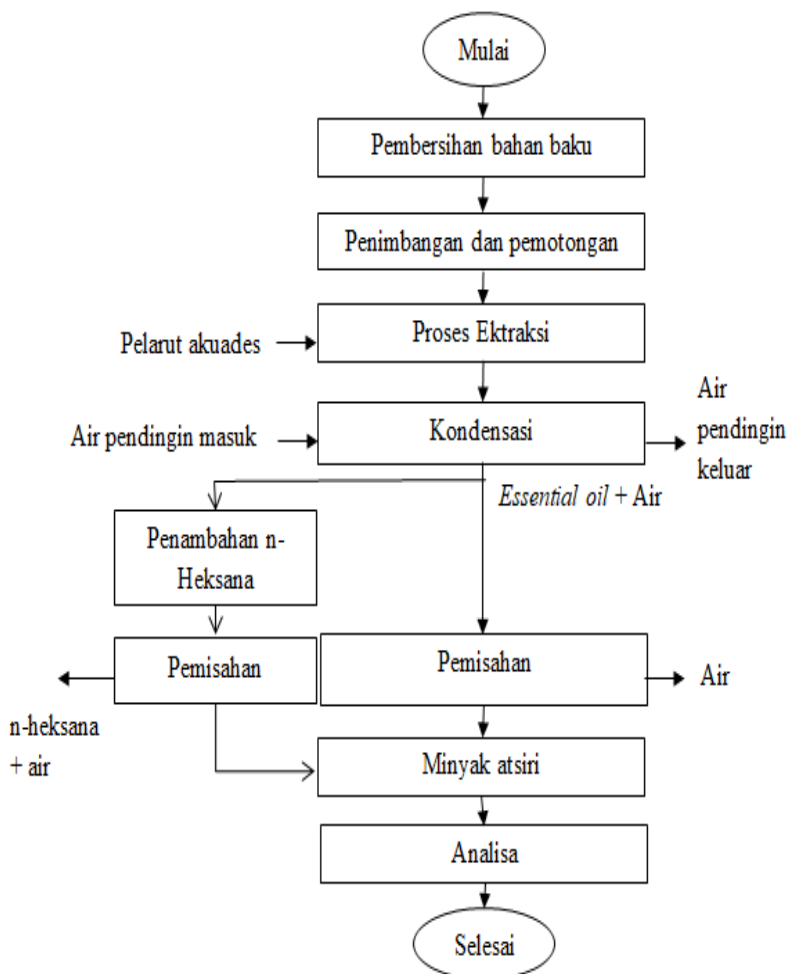 Mulai
Pembersihan bahan baku
Penimbangan dan pemotongan
Pelarut akuades
Proses Ektraksi
Air pendingin masuk
Kondensasi
Air
pendingin
keluar
Essential oil + Air
Penambahan n-
Heksana
Pemisahan
Pemisahan
Air
n-heksana
+ air
Minyak atsiri
Analisa
Selesai